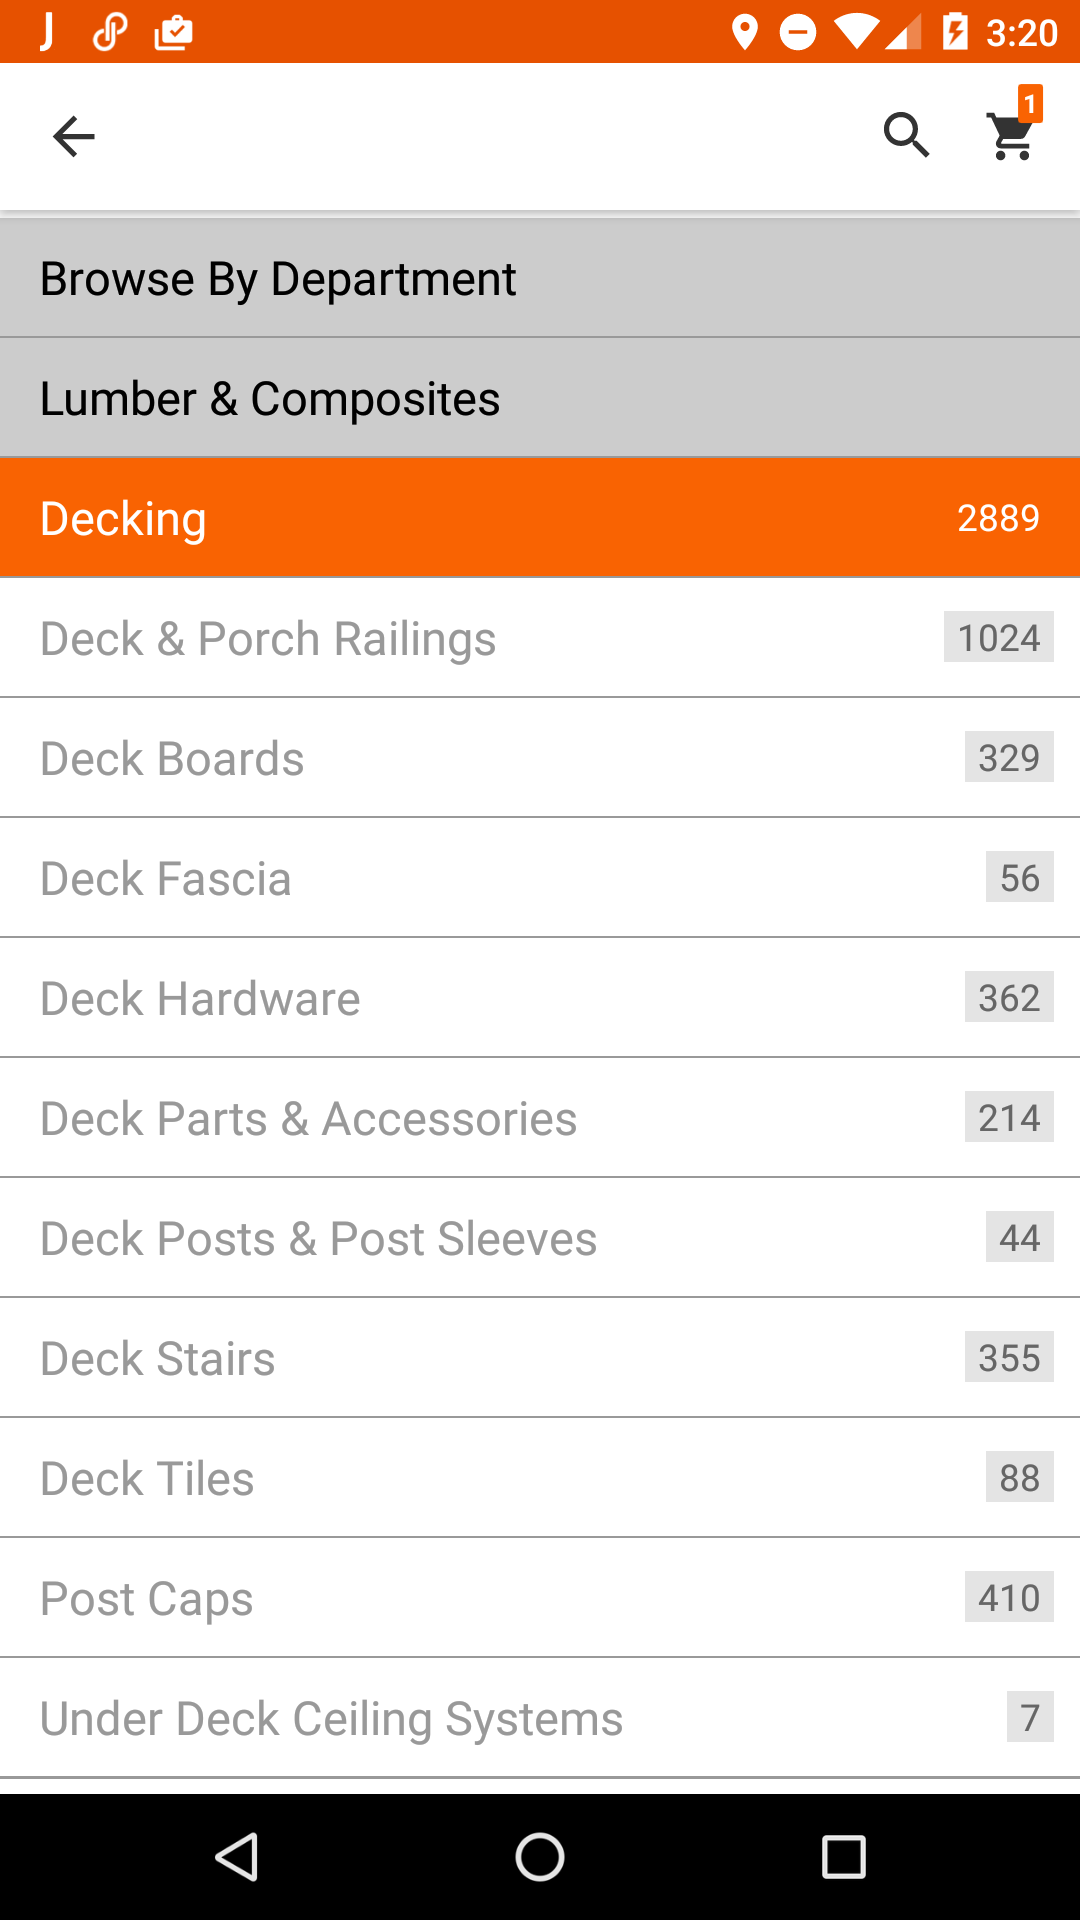 3:20
1
Browse By Department
Lumber & Composites
Decking 2889
Deck & Porch Railings 1024
Deck Boards 329
Deck Fascia 56
Deck Hardware 362
Deck Parts & Accessories 214
Deck Posts & Post Sleeves 44
Deck Stairs 355
Deck Tiles 88
Post Caps 410
Under Deck Ceiling Systems 7